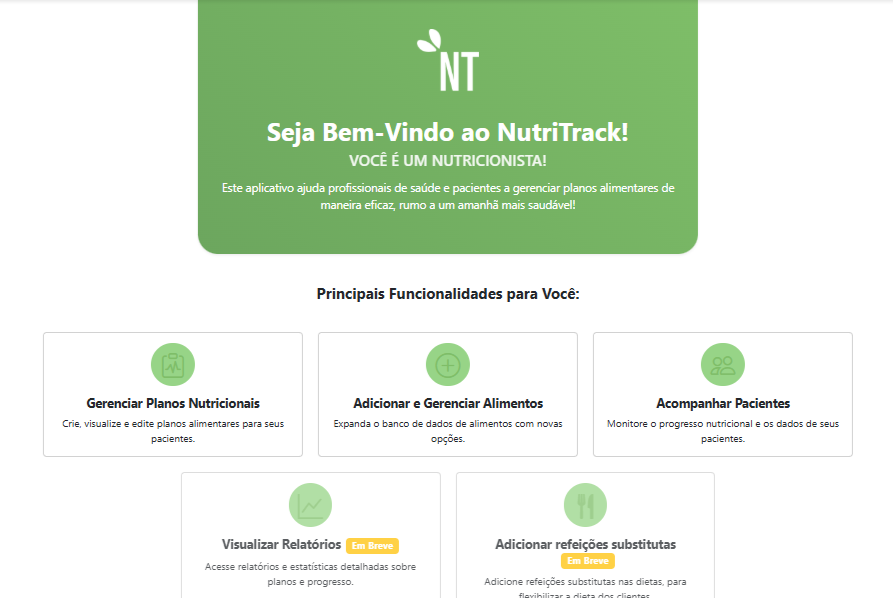 NT
Seja Bem-Vindo ao NutriTrack!
VOCÊ É UM NUTRICIONISTA!
Este aplicativo ajuda profissionais de saúde e pacientes a gerenciar planos alimentares de
maneira eficaz, rumo a um amanhã mais saudável!
Principais Funcionalidades para Você:
Gerenciar Planos Nutricionais
Crie, visualize e edite planos alimentares para seus
pacientes.
Adicionar e Gerenciar Alimentos
Expanda o banco de dados de alimentos com novas
opções.
Acompanhar Pacientes
Monitore o progresso nutricional e os dados de seus
pacientes.
Visualizar Relatórios Em Breve
Acesse relatórios e estatísticas detalhadas sobre
planos e progresso.
Adicionar refeições substitutas
Em Breve
Adicione refeições substitutas nas dietas, para
flexibilizar a dieta dos clientes.